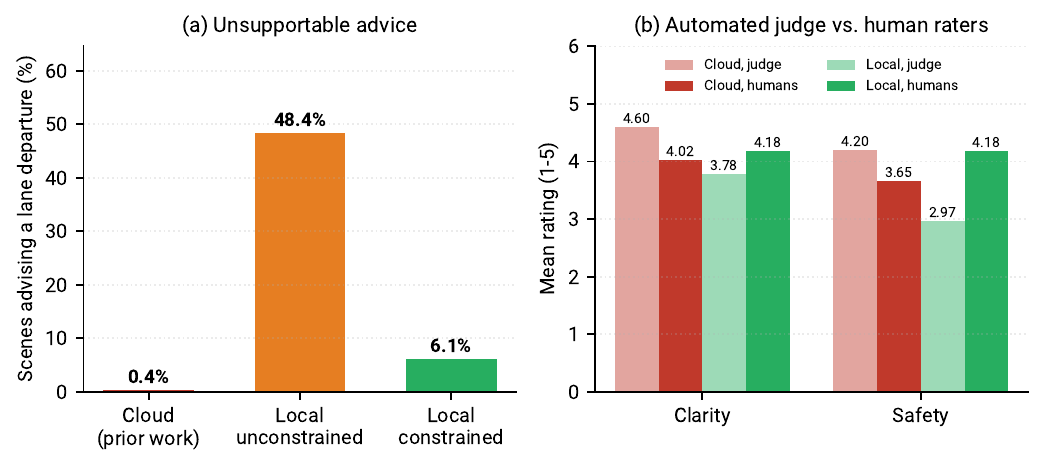 (a) Unsupportable advice
Scenes advising a lane departure (%)
60
50
40
30
20
10
0
0.4%
48.4%
6.1%
Cloud
(prior work)
Local
unconstrained
Local
constrained
(b) Automated judge vs. human raters
Mean rating (1-5)
6
5
4
3
2
1
0
Cloud, judge
Cloud, humans
Local, judge
Local, humans
4.60
4.02
3.78
4.18
4.20
3.65
2.97
4.18
Clarity
Safety